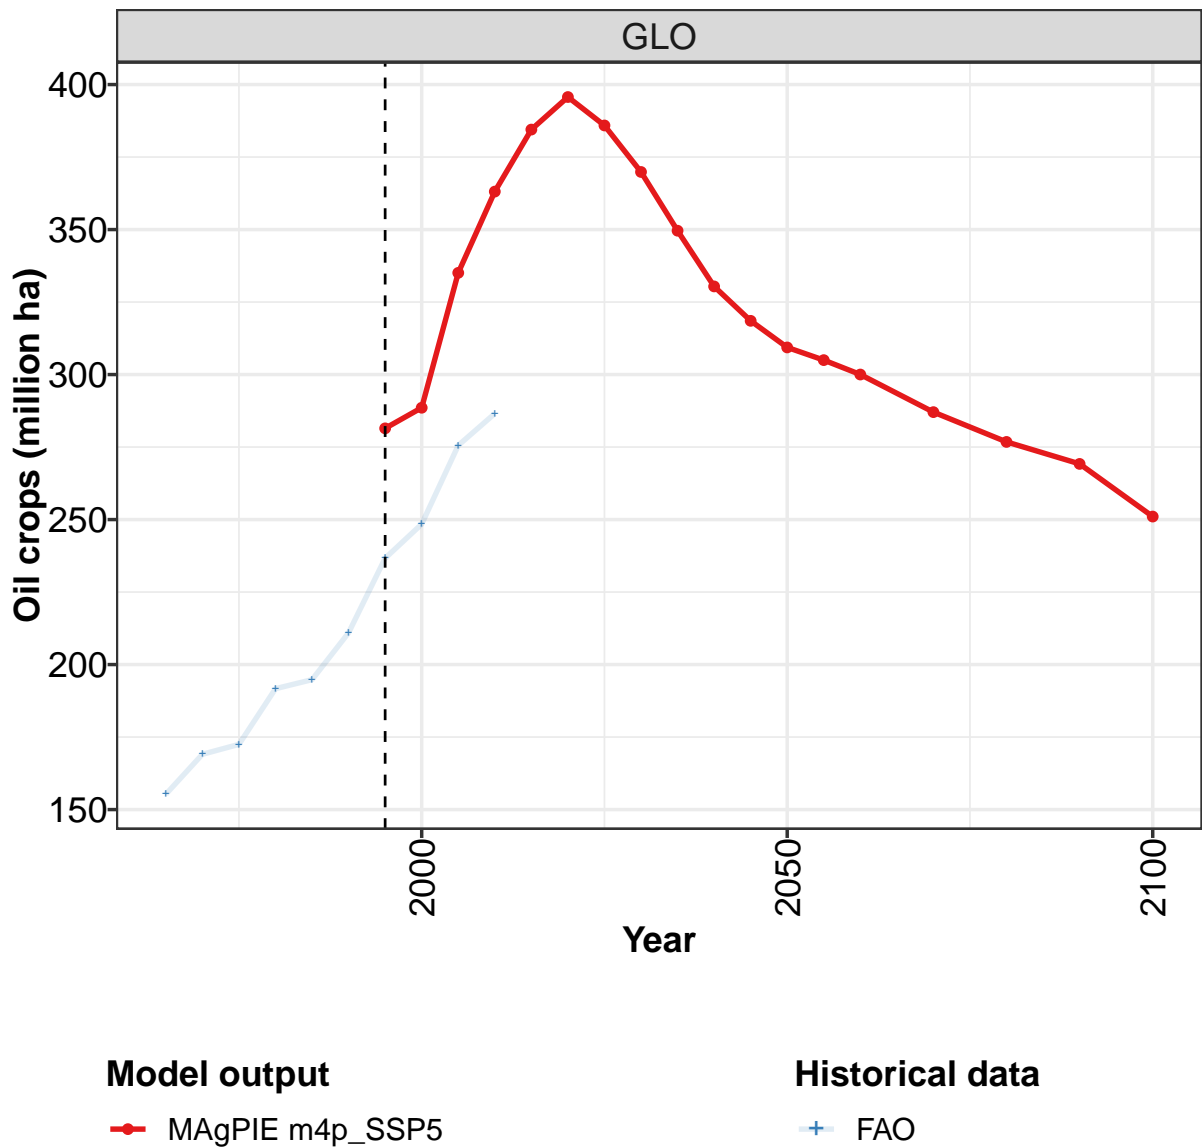 GLO
Oil crops (million ha)
400
350
300
250
200
150
2000
2050
2100
Year
Model output
MAgPIE m4p_SSP5
Historical data
FAO